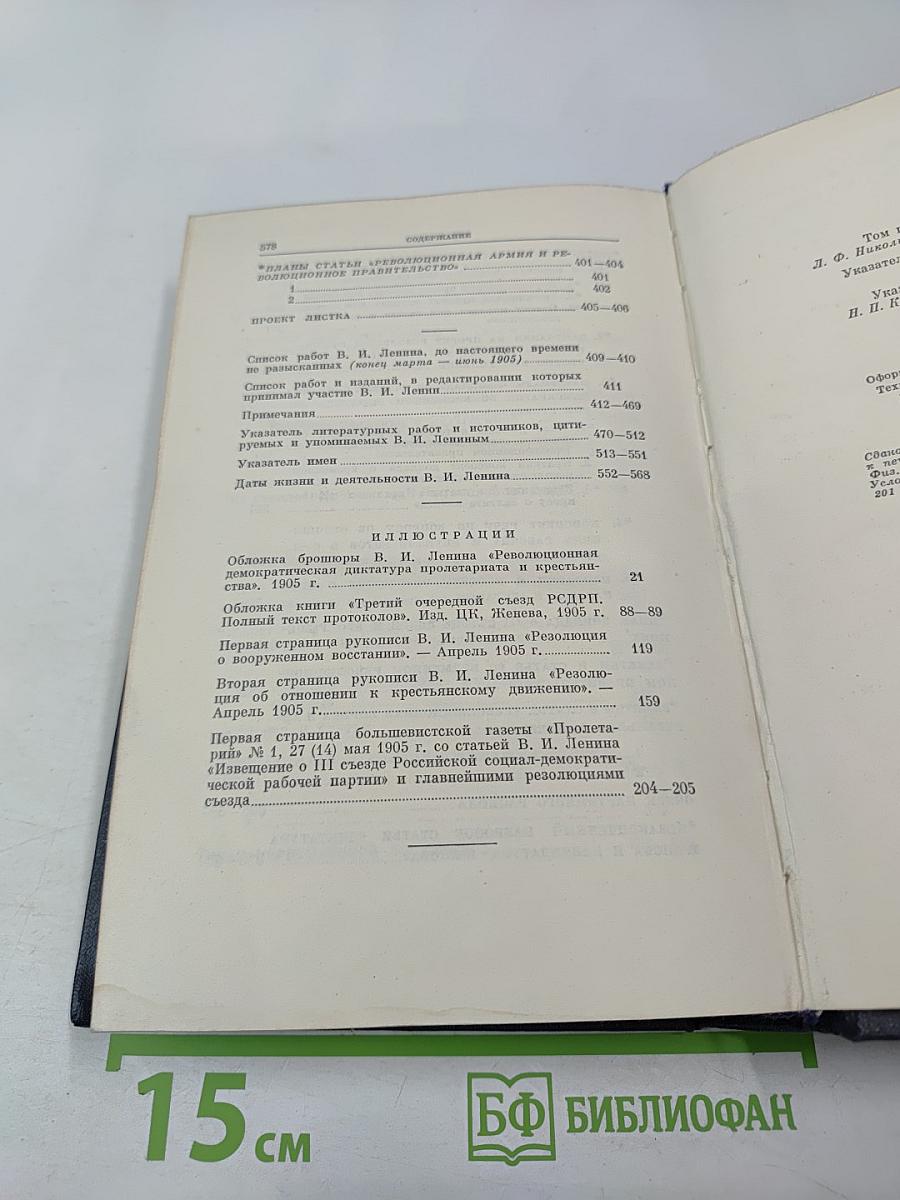 578
СОДЕРЖАНИЕ
*ПЛАНЫ СТАТЬИ «РЕВОЛЮЦИОННАЯ АРМИЯ И РЕ-
ВОЛЮЦИОННОЕ ПРАВИТЕЛЬСТВО» 401—404
1 401
2 402
ПРОЕКТ ЛИСТКА 405—406
Список работ В. И. Ленина, до настоящего времени
не разысканных (конец марта — июнь 1905) 409—410
Список работ и изданий, в редактировании которых
принимал участие В. И. Ленин 411
Примечания 412—469
Указатель литературных работ и источников, цити-
руемых и упоминаемых В. И. Лениным 470—512
Указатель имен 513—551
Даты жизни и деятельности В. И. Ленина 552—568
ИЛЛЮСТРАЦИИ
Обложка брошюры В. И. Ленина «Революционная
демократическая диктатура пролетариата и крестьян-
ства». 1905 г. 21
Обложка книги «Третий очередной съезд РСДРП.
Полный текст протоколов». Изд. ЦК, Женева, 1905 г. 88—89
Первая страница рукописи В. И. Ленина «Резолюция
о вооруженном восстании». — Апрель 1905 г. 119
Вторая страница рукописи В. И. Ленина «Резолю-
ция об отношении к крестьянскому движению». —
Апрель 1905 г. 159
Первая страница большевистской газеты «Пролета-
рий» № 1, 27 (14) мая 1905 г. со статьей В. И. Ленина
«Извещение о III съезде Российской социал-демократи-
ческой рабочей партии» и главнейшими резолюциями
съезда 204—205
Том
Л. Ф. Никол
Указател
Указ
Н. П. К
Офор
Тех
Сдано
к пе
Физ.
Усло
201
15 см
БФ БИБЛИОФАН